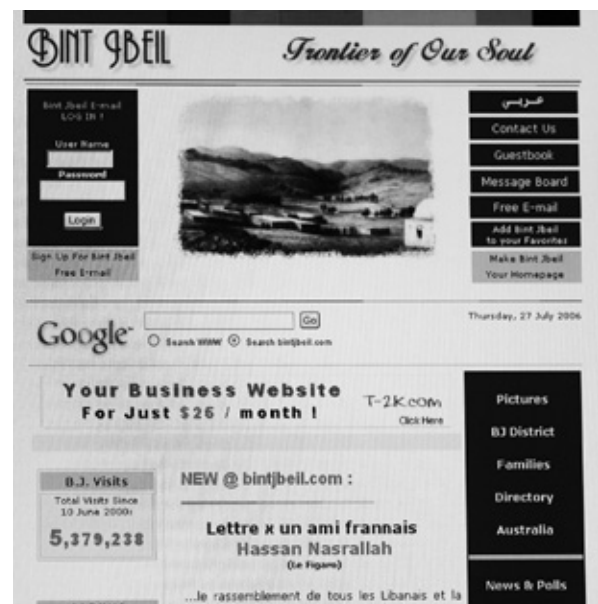 BINT JBEIL
Frontier of Our Soul
Bint Jbeil E-mail
LOG IN !
User Name
Password
Login
Sign Up For Bint Jbeil
Free E-mail
عربي
Contact Us
Guestbook
Message Board
Free E-mail
Add Bint Jbeil
to your Favorites
Make Bint Jbeil
Your Homepage
Thursday, 27 July 2006
Google™
Go
Search WWW Search bintjbeil.com
Your Business Website
For Just $26 / month !
T-2K.COM
Click Here
Pictures
BJ District
Families
Directory
Australia
News & Polls
B.J. Visits
Total Visits Since
10 June 2000:
5,379,238
NEW @ bintjbeil.com :
Lettre x un ami frannais
Hassan Nasrallah
(Le Figaro)
...le rassemblement de tous les Libanais et la